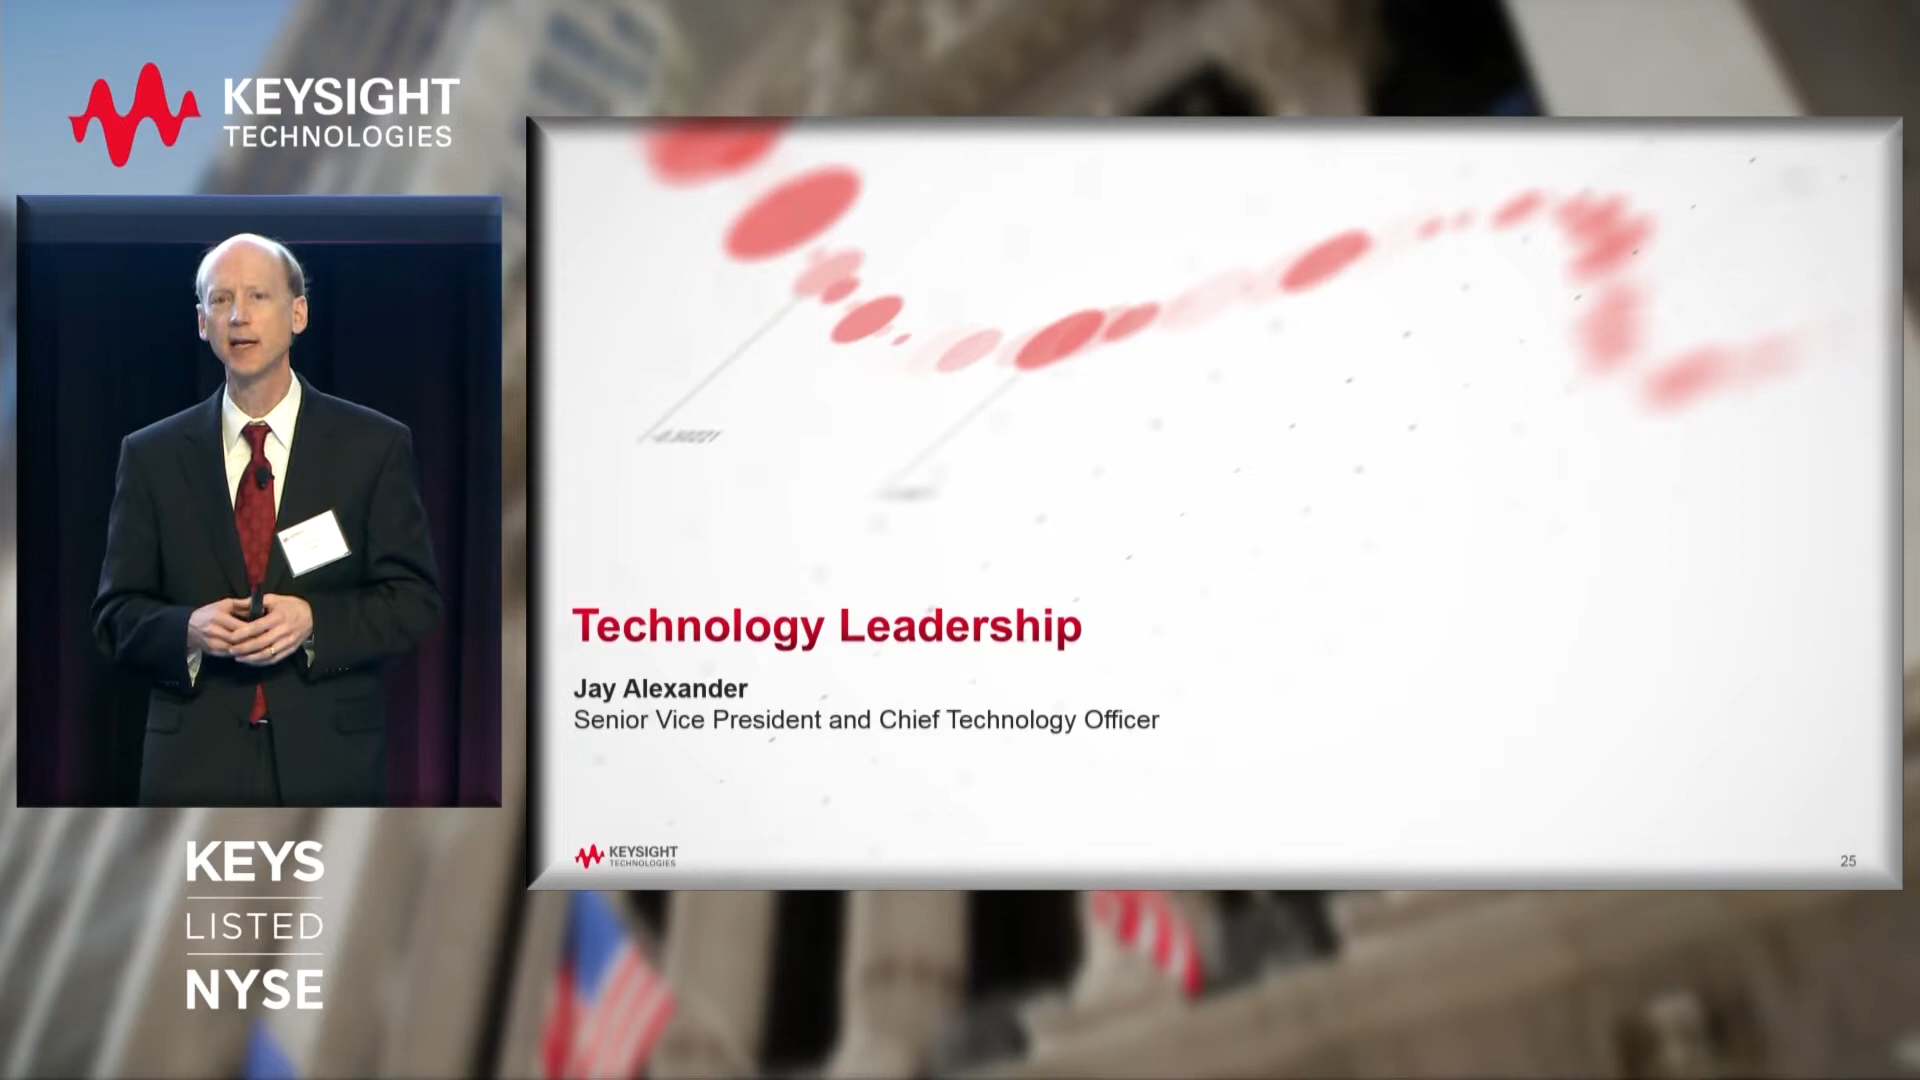 KEYSIGHT
TECHNOLOGIES
KEYS
LISTED
NYSE
Technology Leadership
Jay Alexander
Senior Vice President and Chief Technology Officer
KEYSIGHT
TECHNOLOGIES
25